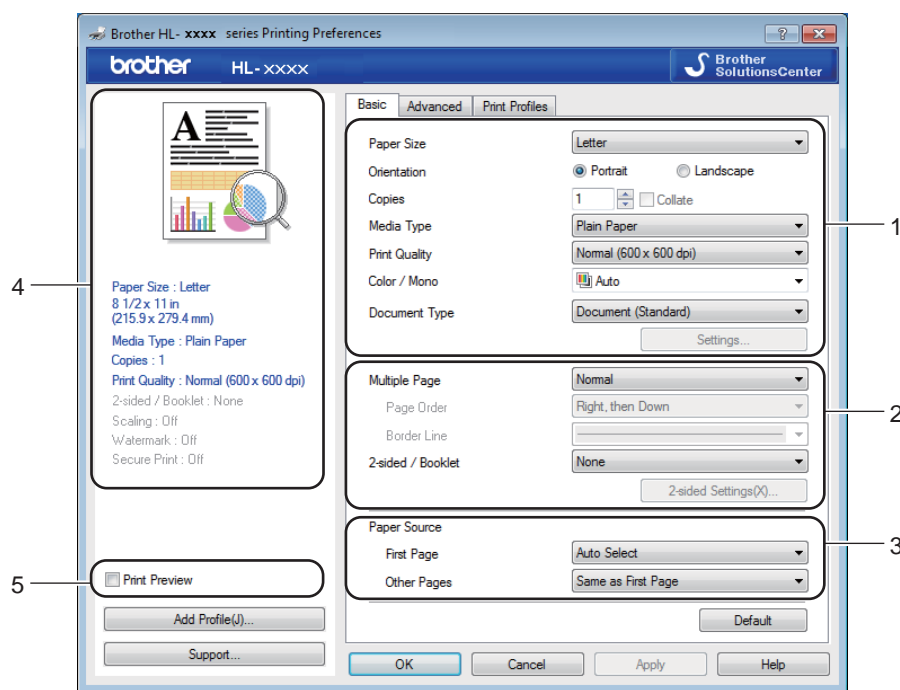 Brother HL- xxxx series Printing Preferences
brother HL-xxxx
Brother
SolutionsCenter
A
Basic Advanced Print Profiles
Paper Size Letter
Orientation Portrait Landscape
Copies 1 Collate
Media Type Plain Paper
Print Quality Normal (600 x 600 dpi)
Color / Mono Auto
Document Type Document (Standard)
Settings...
1
Multiple Page Normal
Page Order Right, then Down
Border Line
2-sided / Booklet None
2-sided Settings(X)...
2
Paper Source
First Page Auto Select
Other Pages Same as First Page
3
Default
4
Paper Size : Letter
8 1/2 x 11 in
(215.9 x 279.4 mm)
Media Type : Plain Paper
Copies : 1
Print Quality : Normal (600 x 600 dpi)
2-sided / Booklet : None
Scaling : Off
Watermark : Off
Secure Print : Off
5
Print Preview
Add Profile(J)...
Support...
OK Cancel Apply Help